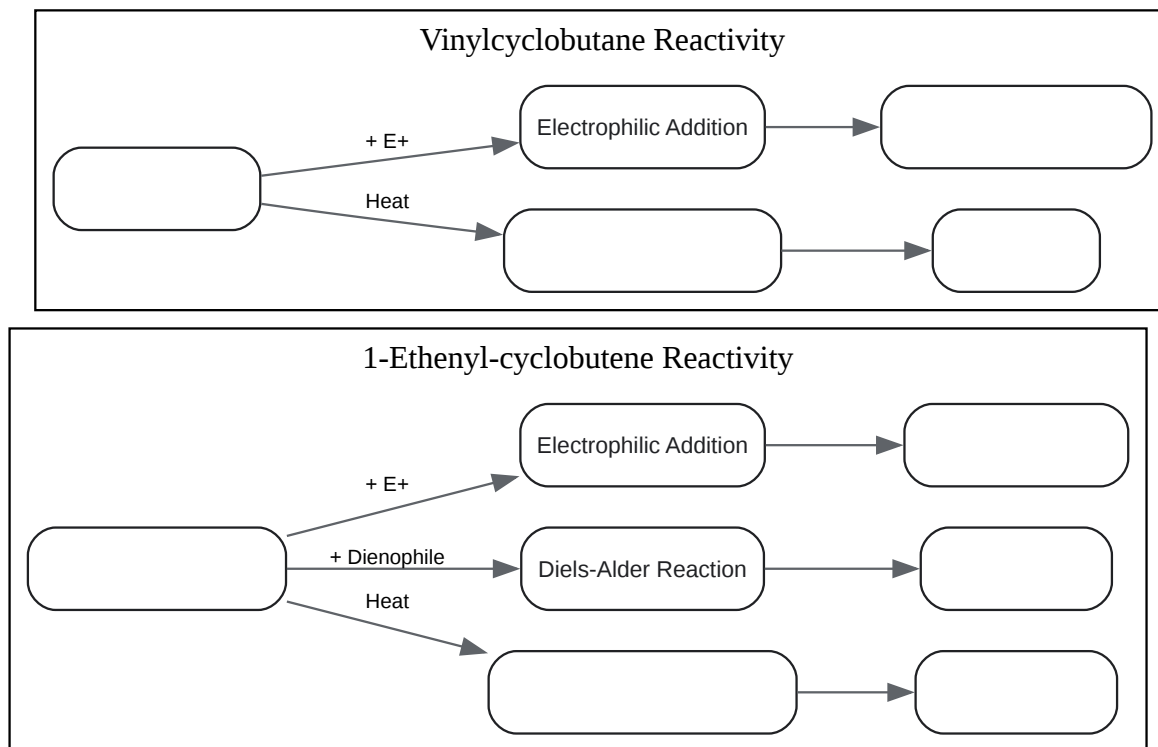 Vinylcyclobutane Reactivity
+ E+
Electrophilic Addition
Heat
1-Ethenyl-cyclobutene Reactivity
Electrophilic Addition
+ E+
+ Dienophile
Diels-Alder Reaction
Heat